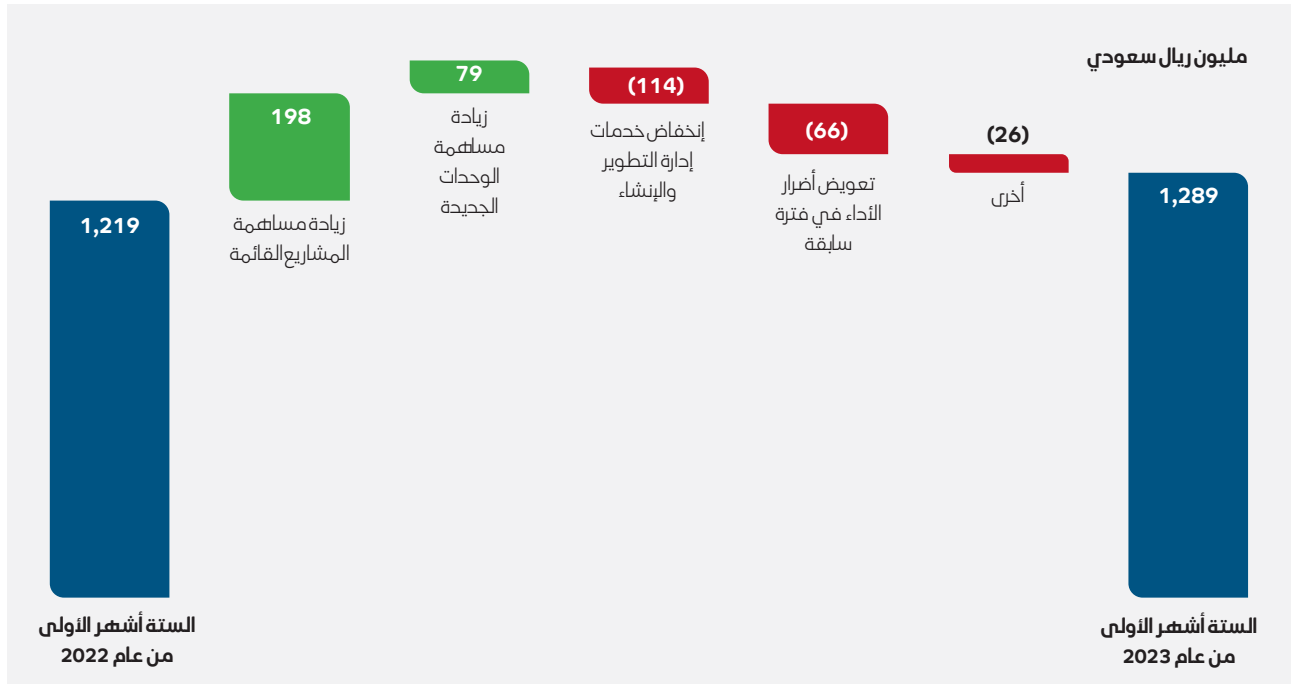 مليون ريال سعودي
1,219
الستة أشهر الأولى
من عام 2022
198
زيادة مساهمة
المشاريع القائمة
79
زيادة
مساهمة
الوحدات
الجديدة
(114)
إنخفاض خدمات
إدارة التطوير
والإنشاء
(66)
تعويض أضرار
الأداء في فترة
سابقة
(26)
أخرى
1,289
الستة أشهر الأولى
من عام 2023